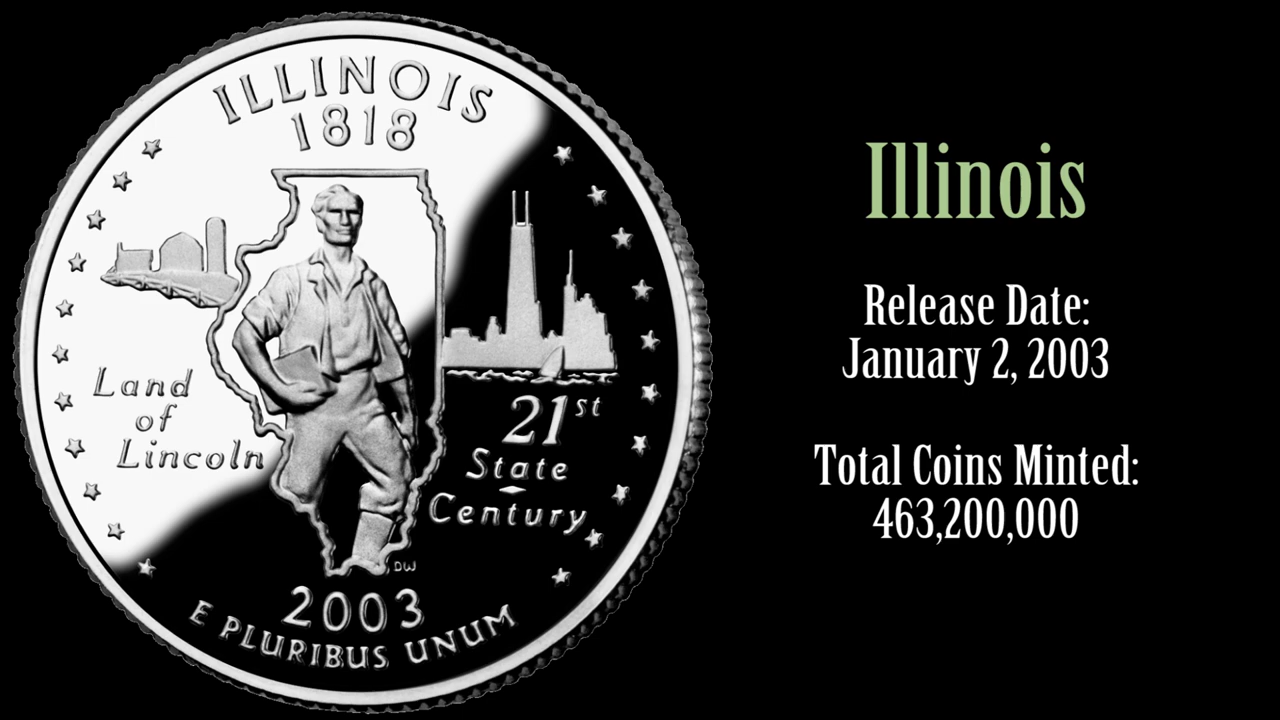 ILLINOIS
1818
Land
of
Lincoln
21st
State
Century
DW
2003
E PLURIBUS UNUM
Illinois
Release Date:
January 2, 2003
Total Coins Minted:
463,200,000